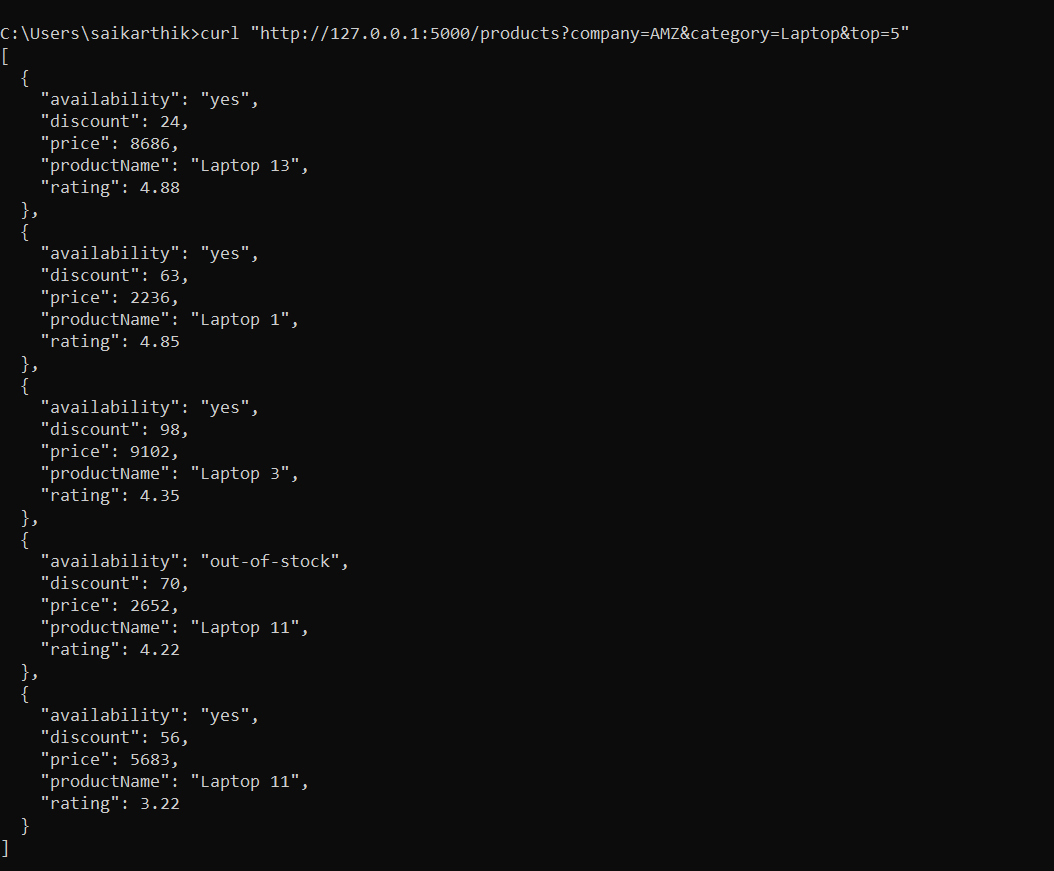 C:\Users\saikarthik>curl "http://127.0.0.1:5000/products?company=AMZ&category=Laptop&top=5"
[
  {
    "availability": "yes",
    "discount": 24,
    "price": 8686,
    "productName": "Laptop 13",
    "rating": 4.88
  },
  {
    "availability": "yes",
    "discount": 63,
    "price": 2236,
    "productName": "Laptop 1",
    "rating": 4.85
  },
  {
    "availability": "yes",
    "discount": 98,
    "price": 9102,
    "productName": "Laptop 3",
    "rating": 4.35
  },
  {
    "availability": "out-of-stock",
    "discount": 70,
    "price": 2652,
    "productName": "Laptop 11",
    "rating": 4.22
  },
  {
    "availability": "yes",
    "discount": 56,
    "price": 5683,
    "productName": "Laptop 11",
    "rating": 3.22
  }
]